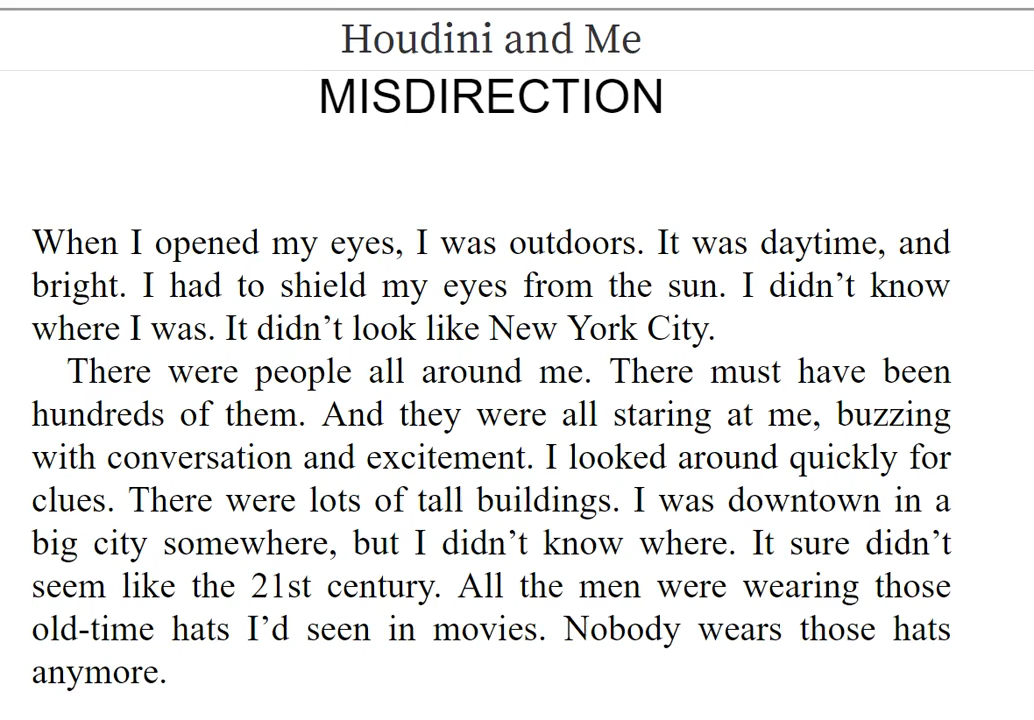 Houdini and Me
MISDIRECTION
When I opened my eyes, I was outdoors. It was daytime, and
bright. I had to shield my eyes from the sun. I didn’t know
where I was. It didn’t look like New York City.
There were people all around me. There must have been
hundreds of them. And they were all staring at me, buzzing
with conversation and excitement. I looked around quickly for
clues. There were lots of tall buildings. I was downtown in a
big city somewhere, but I didn’t know where. It sure didn’t
seem like the 21st century. All the men were wearing those
old-time hats I’d seen in movies. Nobody wears those hats
anymore.